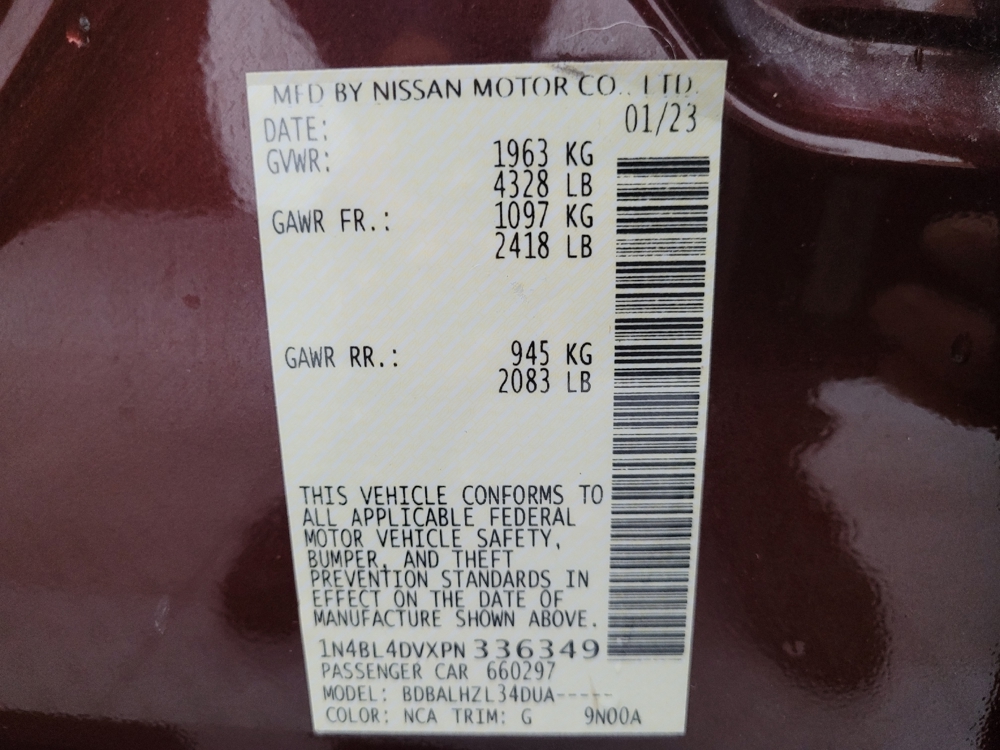 MFD BY NISSAN MOTOR CO., LTD.
DATE: 01/23
GVWR: 1963 KG
4328 LB
GAWR FR.: 1097 KG
2418 LB
GAWR RR.: 945 KG
2083 LB
THIS VEHICLE CONFORMS TO
ALL APPLICABLE FEDERAL
MOTOR VEHICLE SAFETY,
BUMPER, AND THEFT
PREVENTION STANDARDS IN
EFFECT ON THE DATE OF
MANUFACTURE SHOWN ABOVE.
1N4BL4DVXPN336349
PASSENGER CAR 660297
MODEL: BDBALHZL34DUA-----
COLOR: NCA TRIM: G 9N00A